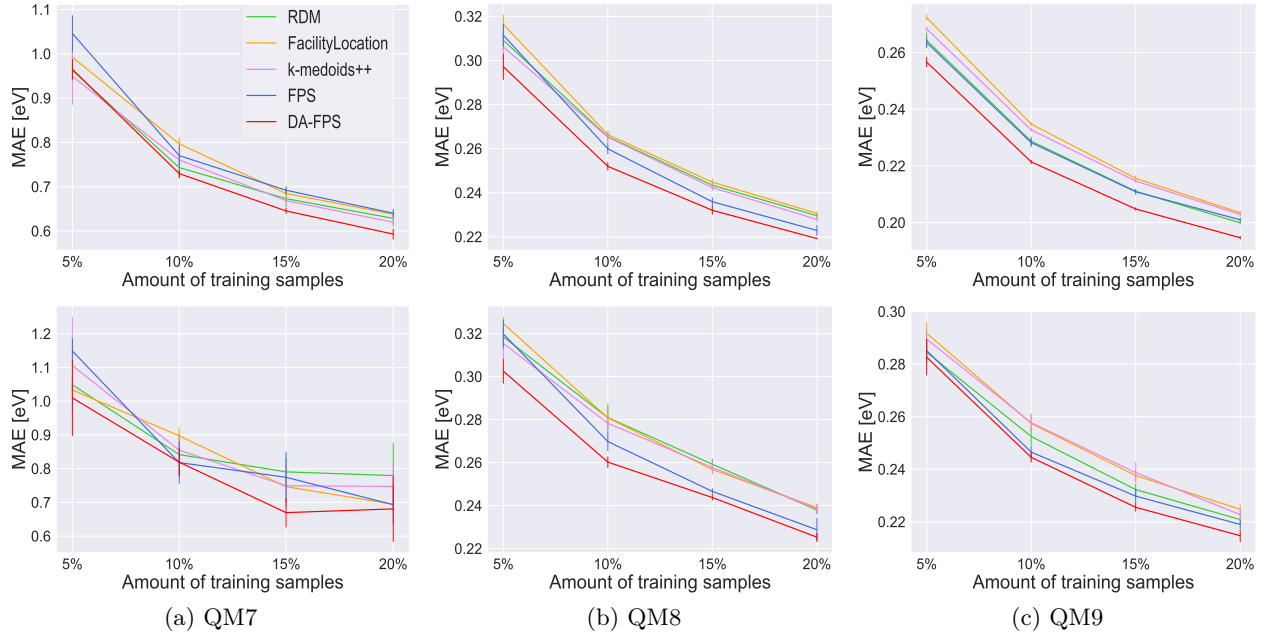 MAE [eV]
1.1
1.0
0.9
0.8
0.7
0.6
RDM
FacilityLocation
k-medoids++
FPS
DA-FPS
5% 10% 15% 20%
Amount of training samples
MAE [eV]
0.32
0.30
0.28
0.26
0.24
0.22
5% 10% 15% 20%
Amount of training samples
MAE [eV]
0.26
0.24
0.22
0.20
5% 10% 15% 20%
Amount of training samples
MAE [eV]
1.2
1.1
1.0
0.9
0.8
0.7
0.6
5% 10% 15% 20%
Amount of training samples
(a) QM7
MAE [eV]
0.32
0.30
0.28
0.26
0.24
0.22
5% 10% 15% 20%
Amount of training samples
(b) QM8
MAE [eV]
0.30
0.28
0.26
0.24
0.22
5% 10% 15% 20%
Amount of training samples
(c) QM9